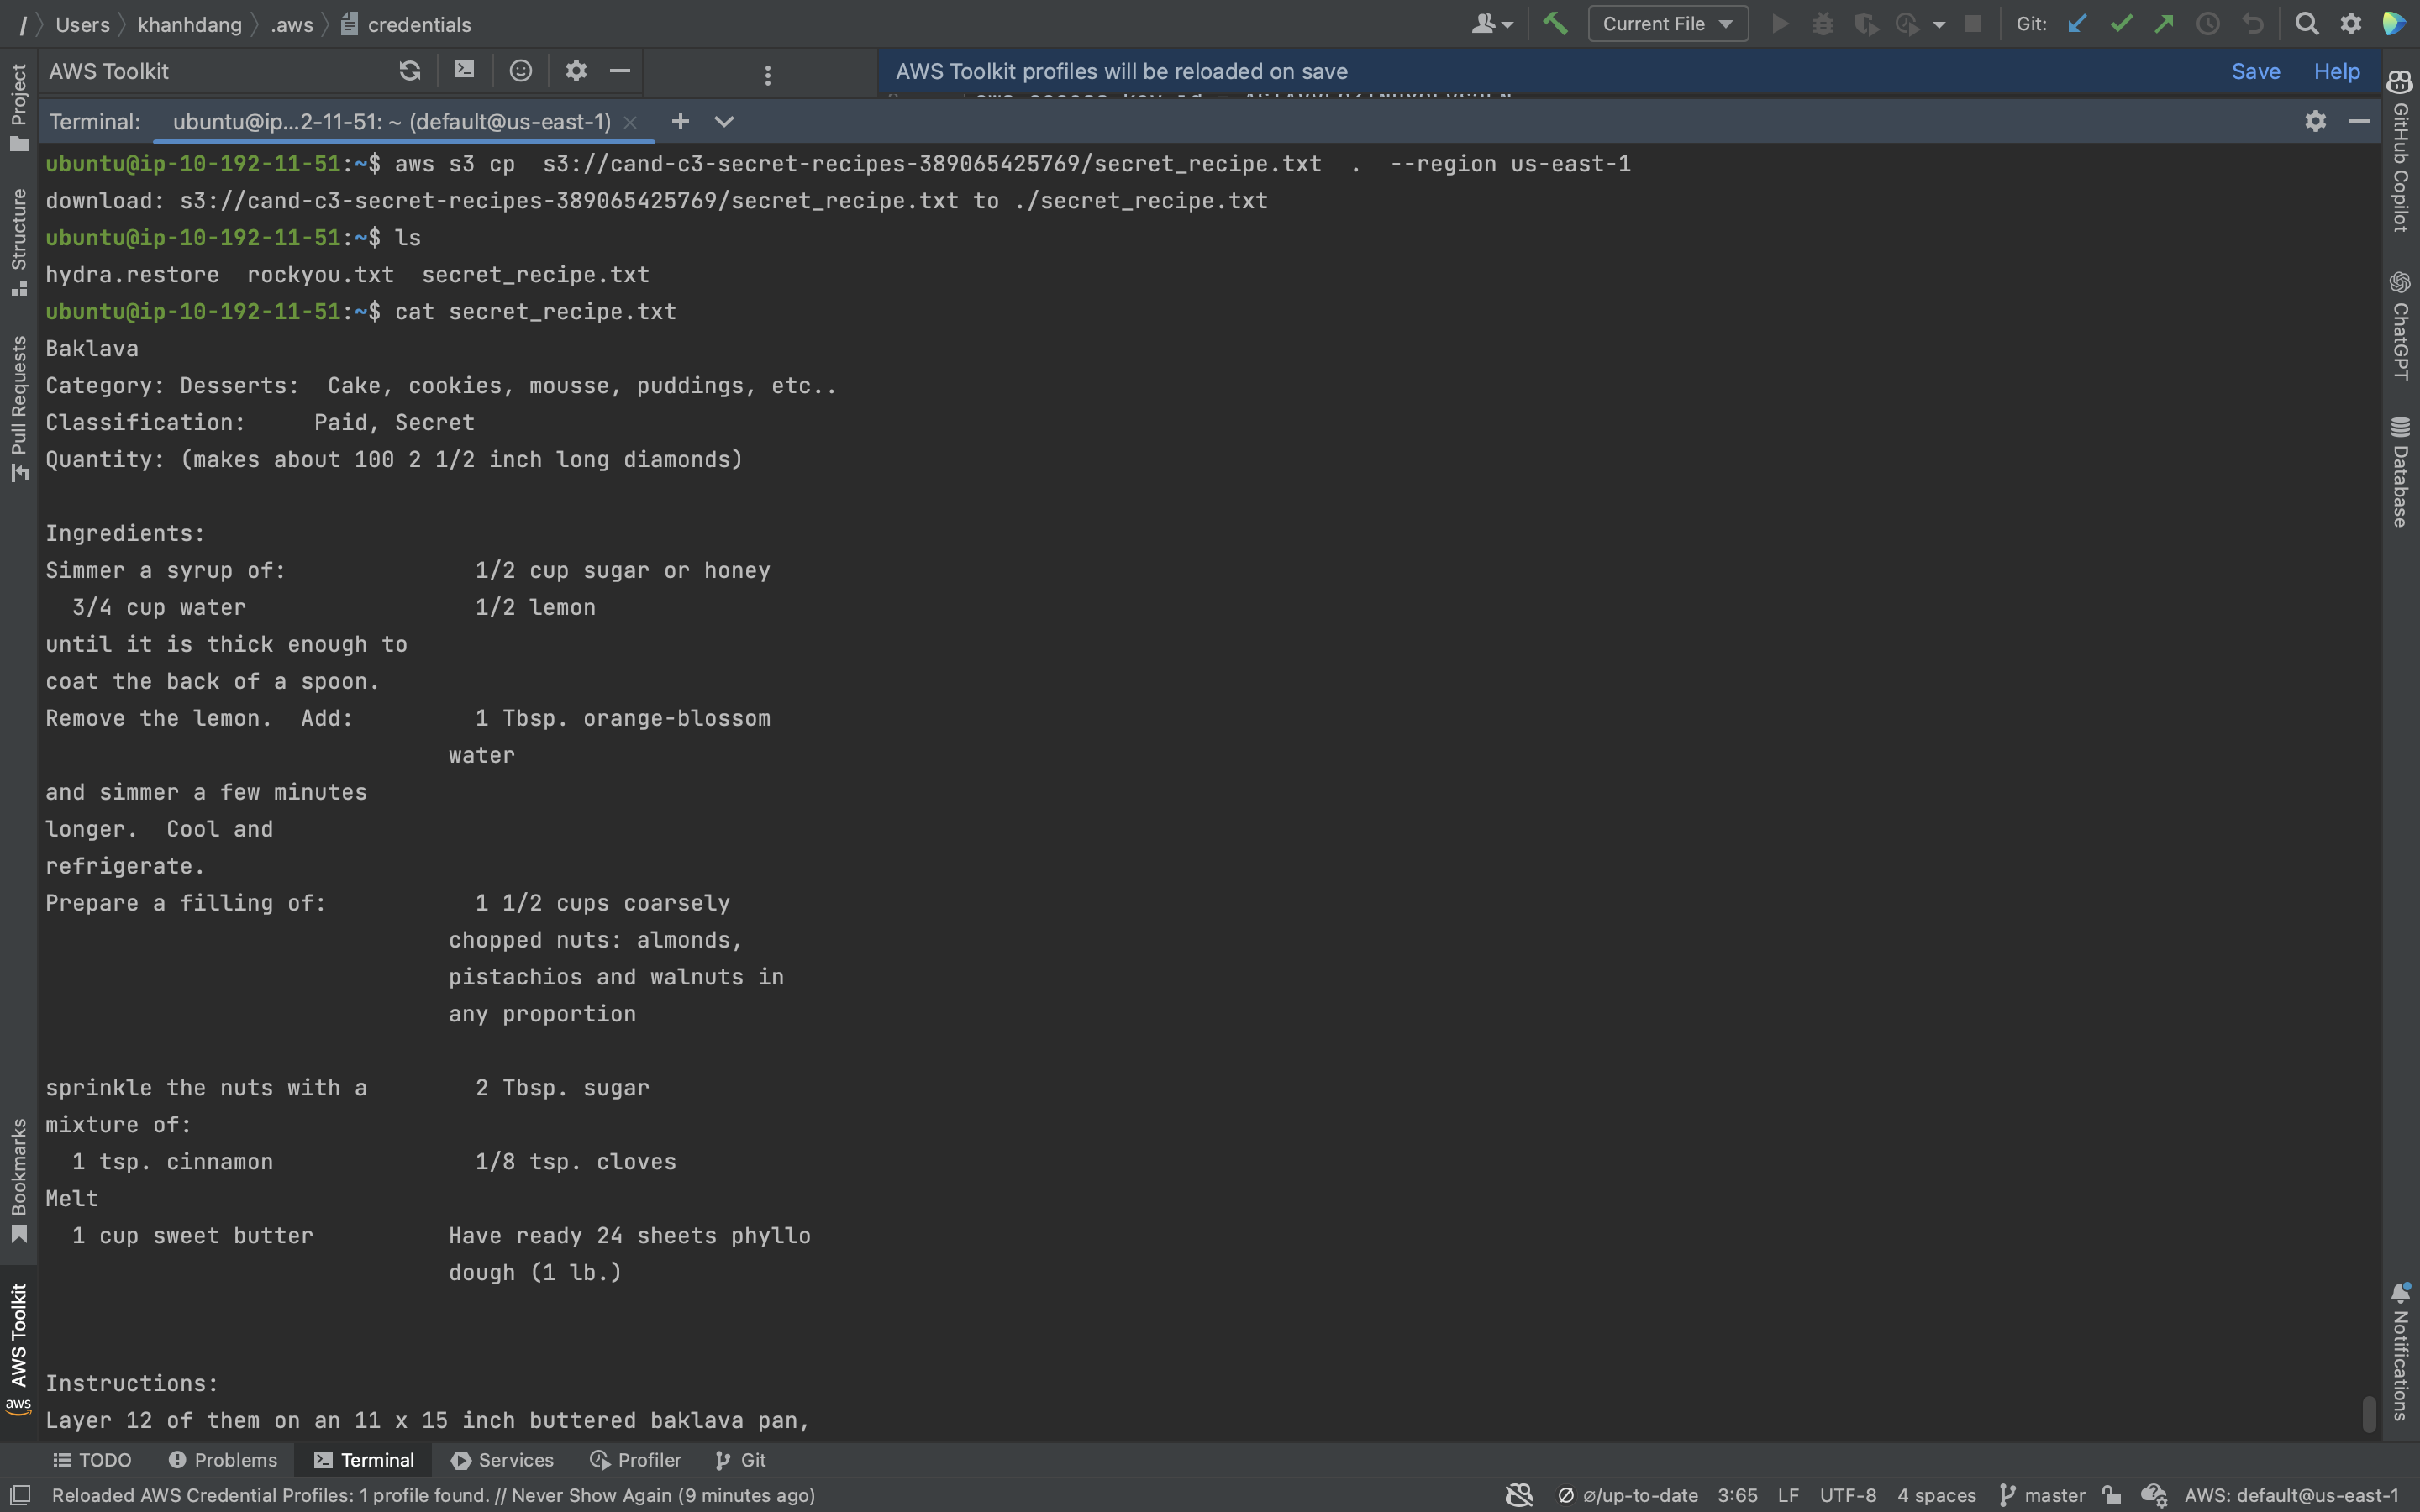 / Users khanhdang .aws credentials
Current File
Git:
AWS Toolkit
AWS Toolkit profiles will be reloaded on save
Save Help
Terminal: ubuntu@ip...2-11-51: ~ (default@us-east-1)
ubuntu@ip-10-192-11-51:~$ aws s3 cp  s3://cand-c3-secret-recipes-389065425769/secret_recipe.txt  .  --region us-east-1
download: s3://cand-c3-secret-recipes-389065425769/secret_recipe.txt to ./secret_recipe.txt
ubuntu@ip-10-192-11-51:~$ ls
hydra.restore  rockyou.txt  secret_recipe.txt
ubuntu@ip-10-192-11-51:~$ cat secret_recipe.txt
Baklava
Category: Desserts:  Cake, cookies, mousse, puddings, etc..
Classification:     Paid, Secret
Quantity: (makes about 100 2 1/2 inch long diamonds)
Ingredients:
Simmer a syrup of:              1/2 cup sugar or honey
  3/4 cup water                 1/2 lemon
until it is thick enough to
coat the back of a spoon.
Remove the lemon.  Add:         1 Tbsp. orange-blossom
                              water
and simmer a few minutes
longer.  Cool and
refrigerate.
Prepare a filling of:           1 1/2 cups coarsely
                              chopped nuts: almonds,
                              pistachios and walnuts in
                              any proportion
sprinkle the nuts with a        2 Tbsp. sugar
mixture of:
  1 tsp. cinnamon               1/8 tsp. cloves
Melt
  1 cup sweet butter          Have ready 24 sheets phyllo
                              dough (1 lb.)
Instructions:
Layer 12 of them on an 11 x 15 inch buttered baklava pan,
Project
Structure
Pull Requests
Bookmarks
AWS Toolkit
aws
GitHub Copilot
ChatGPT
Database
Notifications
TODO Problems Terminal Services Profiler Git
Reloaded AWS Credential Profiles: 1 profile found. // Never Show Again (9 minutes ago)
∅/up-to-date 3:65 LF UTF-8 4 spaces master AWS: default@us-east-1